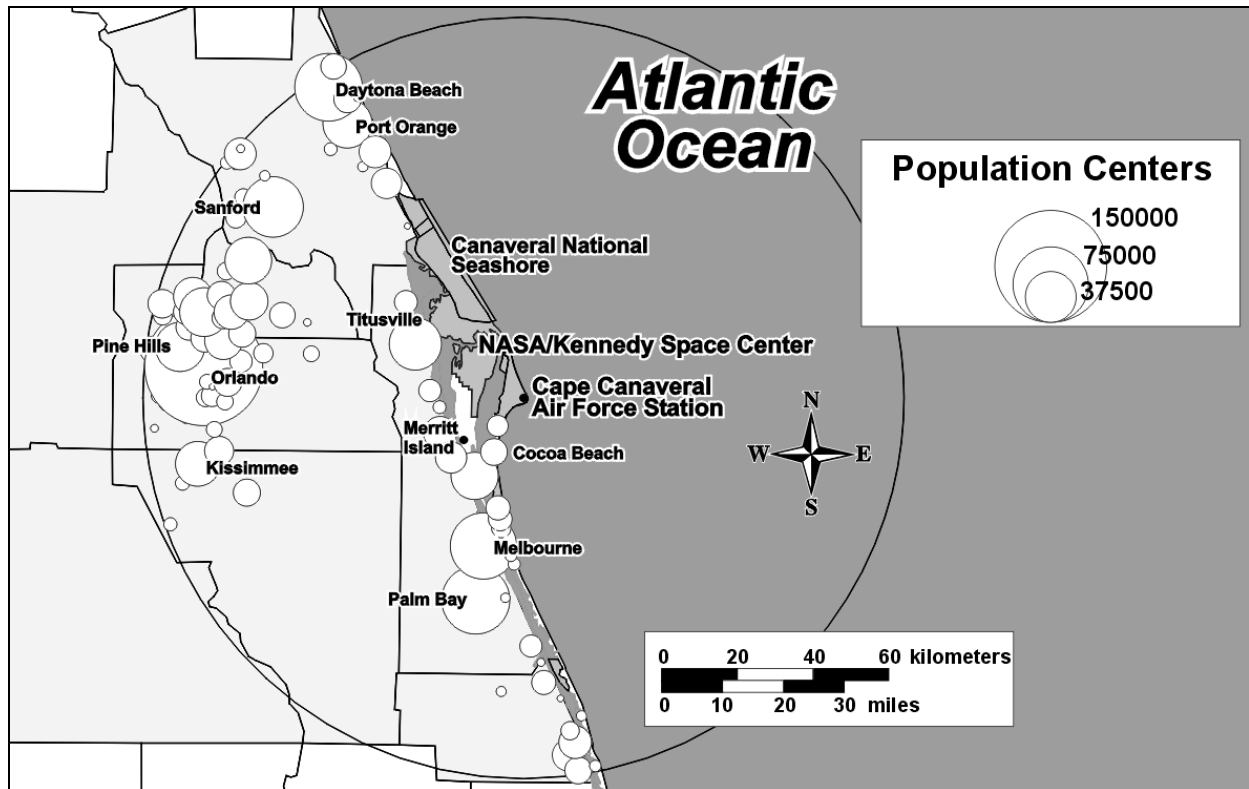 Atlantic
Ocean
Daytona Beach
Port Orange
Population Centers
150000
75000
37500
Sanford
Canaveral National
Seashore
Titusville
Pine Hills
NASA/Kennedy Space Center
Orlando
Cape Canaveral
Air Force Station
Merritt
Island
Cocoa Beach
Kissimmee
N
W
E
S
Melbourne
Palm Bay
0 20 40 60 kilometers
0 10 20 30 miles